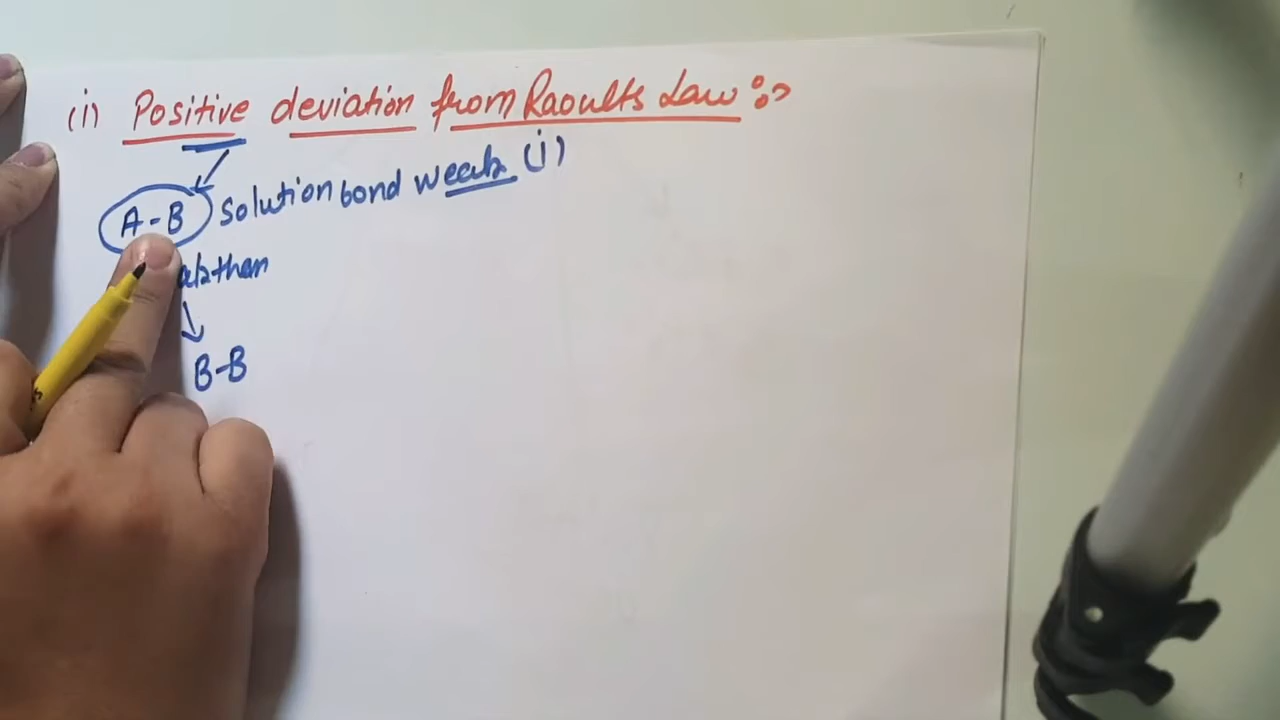 (i) Positive deviation from Raoults Law :->
A-B Solution bond weak (i)
than
B-B